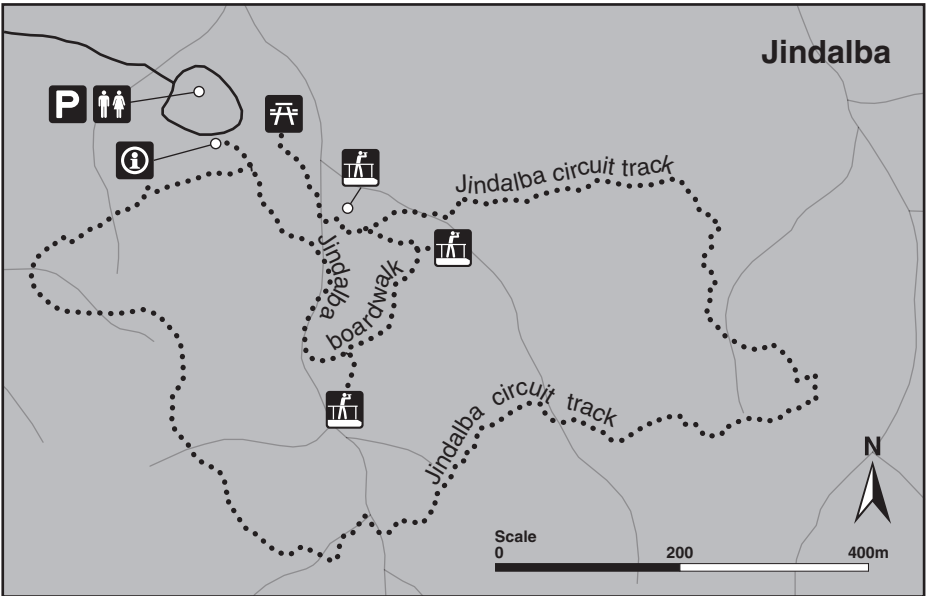 Jindalba
P
i
Jindalba circuit track
Jindalba
boardwalk
Jindalba circuit track
N
Scale
0 200 400m